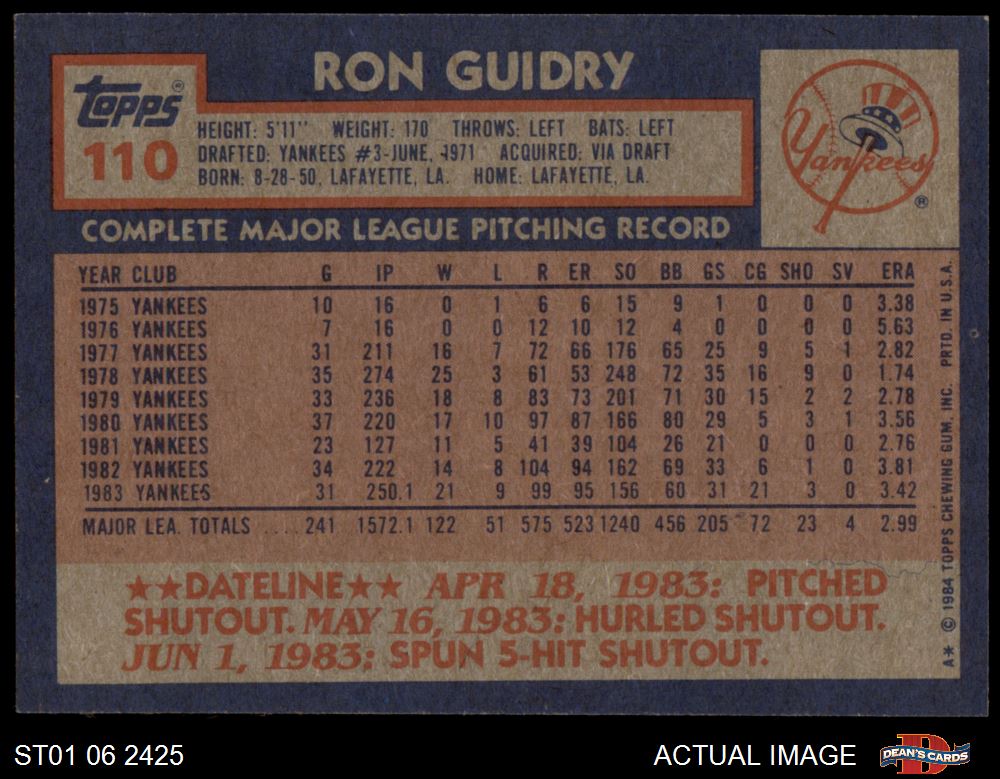 RON GUIDRY
Topps®
110
HEIGHT: 5'11" WEIGHT: 170 THROWS: LEFT BATS: LEFT
DRAFTED: YANKEES #3-JUNE, 1971 ACQUIRED: VIA DRAFT
BORN: 8-28-50, LAFAYETTE, LA. HOME: LAFAYETTE, LA.
Yankees
®
COMPLETE MAJOR LEAGUE PITCHING RECORD
YEAR CLUB G IP W L R ER SO BB GS CG SHO SV ERA
1975 YANKEES 10 16 0 1 6 6 15 9 1 0 0 0 3.38
1976 YANKEES 7 16 0 0 12 10 12 4 0 0 0 0 5.63
1977 YANKEES 31 211 16 7 72 66 176 65 25 9 5 1 2.82
1978 YANKEES 35 274 25 3 61 53 248 72 35 16 9 0 1.74
1979 YANKEES 33 236 18 8 83 73 201 71 30 15 2 2 2.78
1980 YANKEES 37 220 17 10 97 87 166 80 29 5 3 1 3.56
1981 YANKEES 23 127 11 5 41 39 104 26 21 0 0 0 2.76
1982 YANKEES 34 222 14 8 104 94 162 69 33 6 1 0 3.81
1983 YANKEES 31 250.1 21 9 99 95 156 60 31 21 3 0 3.42
MAJOR LEA. TOTALS .... 241 1572.1 122 51 575 523 1240 456 205 72 23 4 2.99
★★DATELINE★★ APR 18, 1983: PITCHED
SHUTOUT. MAY 16, 1983: HURLED SHUTOUT.
JUN 1, 1983: SPUN 5-HIT SHUTOUT.
A* © 1984 TOPPS CHEWING GUM, INC. PRTD. IN U.S.A.
ST01 06 2425
ACTUAL IMAGE
DEAN'S CARDS